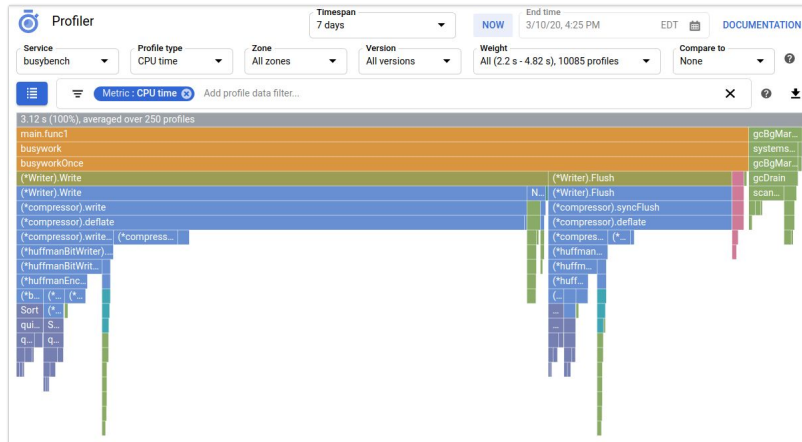 Profiler
Timespan
7 days
NOW
End time
3/10/20, 4:25 PM
EDT
DOCUMENTATION
Service
busybench
Profile type
CPU time
Zone
All zones
Version
All versions
Weight
All (2.2 s - 4.82 s), 10085 profiles
Compare to
None
Metric : CPU time
Add profile data filter...
3.12 s (100%), averaged over 250 profiles
main.func1
gcBgMar...
busywork
systems...
busyworkOnce
gcBgMar...
(*Writer).Write
(*Writer).Flush
gcDrain
(*Writer).Write
N...
(*Writer).Flush
scan...
(*compressor).write
(*compressor).syncFlush
(*compressor).deflate
(*compressor).deflate
(*compressor).write...
(*compress...
(*compres...
(*...
(*huffmanBitWriter)....
(*huffman...
(*huffmanBitWrit...
(*huffm...
(*huffmanEnc...
(*huff...
(*b...
(*...
(*...
(...
Sort
(*...
...
qui...
S...
...
q...
q...